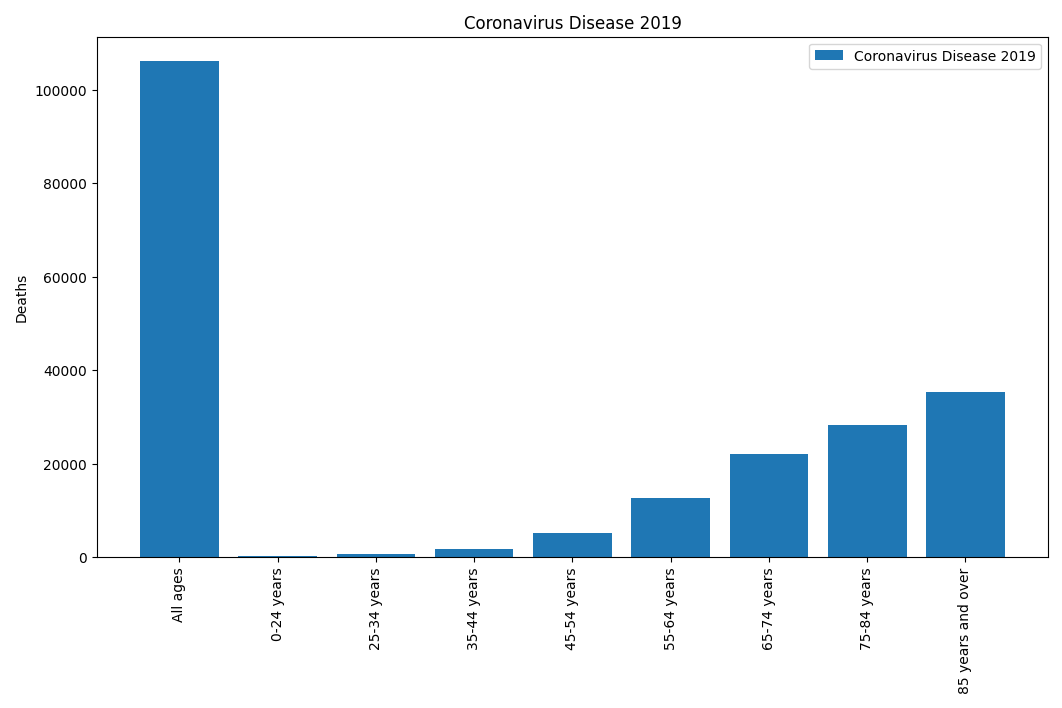 Coronavirus Disease 2019
Coronavirus Disease 2019
Deaths
100000
80000
60000
40000
20000
0
All ages
0-24 years
25-34 years
35-44 years
45-54 years
55-64 years
65-74 years
75-84 years
85 years and over